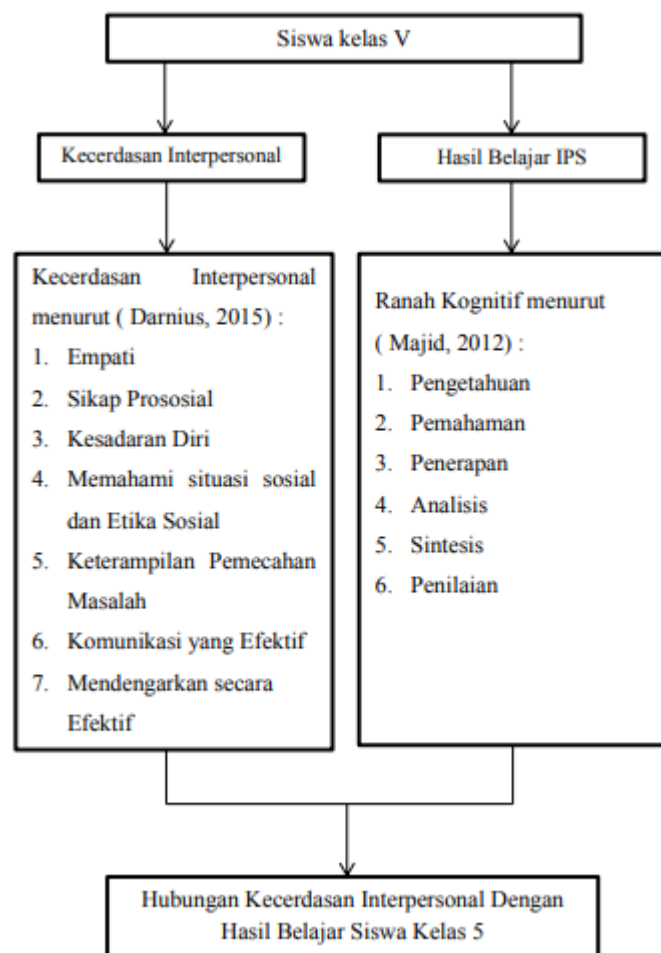 Siswa kelas V
Kecerdasan Interpersonal
Hasil Belajar IPS
Kecerdasan Interpersonal
menurut ( Darnius, 2015) :
1. Empati
2. Sikap Prososial
3. Kesadaran Diri
4. Memahami situasi sosial
dan Etika Sosial
5. Keterampilan Pemecahan
Masalah
6. Komunikasi yang Efektif
7. Mendengarkan secara
Efektif
Ranah Kognitif menurut
( Majid, 2012) :
1. Pengetahuan
2. Pemahaman
3. Penerapan
4. Analisis
5. Sintesis
6. Penilaian
Hubungan Kecerdasan Interpersonal Dengan
Hasil Belajar Siswa Kelas 5